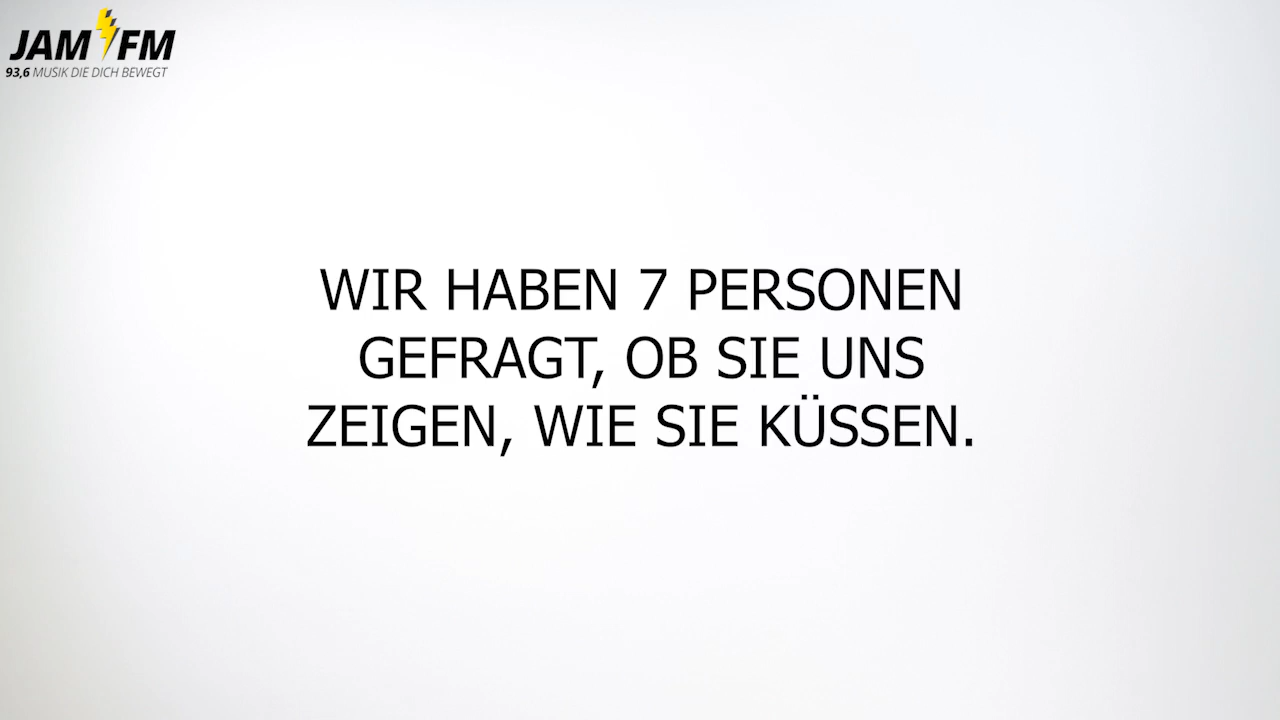 JAM FM
93,6 MUSIK DIE DICH BEWEGT
WIR HABEN 7 PERSONEN
GEFRAGT, OB SIE UNS
ZEIGEN, WIE SIE KÜSSEN.